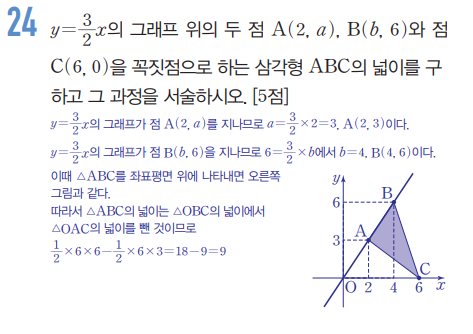 24 y=3/2x의 그래프 위의 두 점 A(2, a), B(b, 6)와 점
C(6, 0)을 꼭짓점으로 하는 삼각형 ABC의 넓이를 구
하고 그 과정을 서술하시오. [5점]
y=3/2x의 그래프가 점 A(2, a)를 지나므로 a=3/2×2=3, A(2, 3)이다.
y=3/2x의 그래프가 점 B(b, 6)을 지나므로 6=3/2×b에서 b=4, B(4, 6)이다.
이때 △ABC를 좌표평면 위에 나타내면 오른쪽
그림과 같다.
따라서 △ABC의 넓이는 △OBC의 넓이에서
△OAC의 넓이를 뺀 것이므로
1/2×6×6-1/2×6×3=18-9=9
y
B
6
A
3
C
O 2 4 6 x